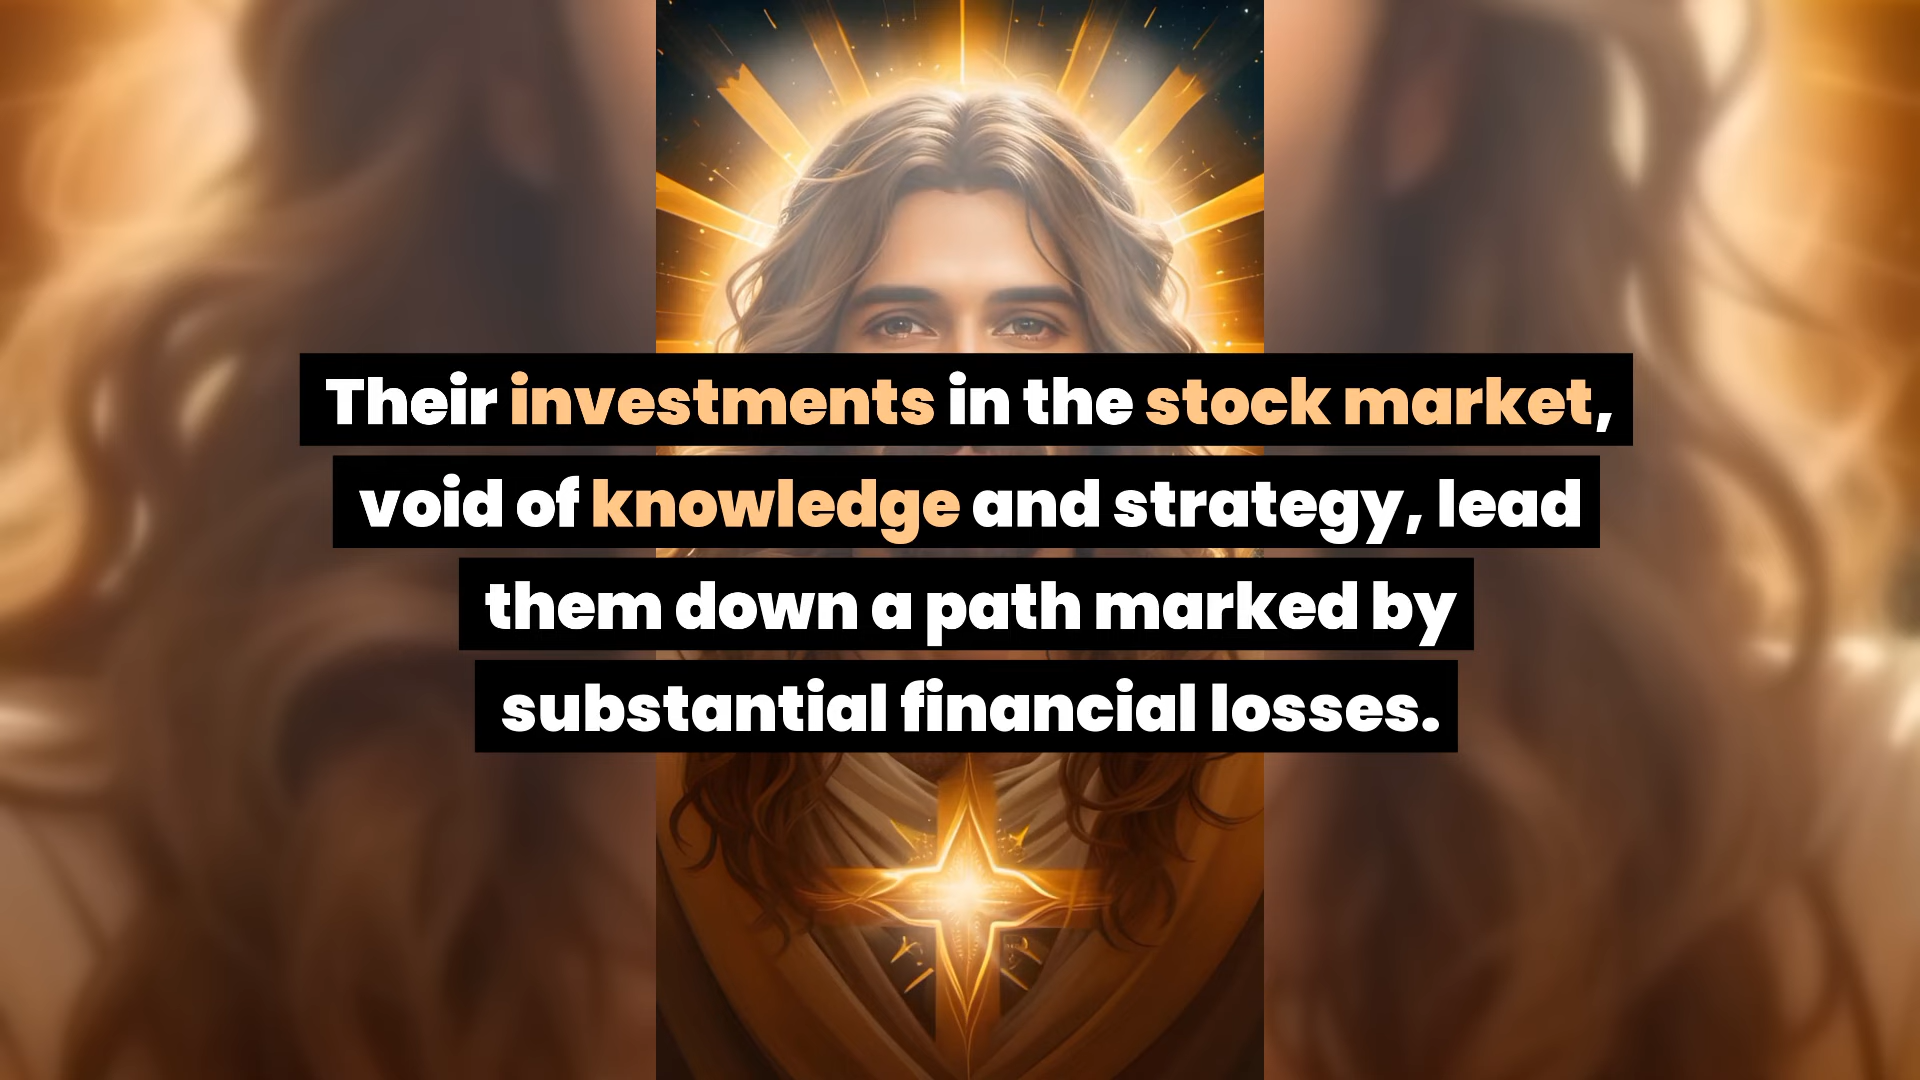 Their investments in the stock market,
void of knowledge and strategy, lead
them down a path marked by
substantial financial losses.